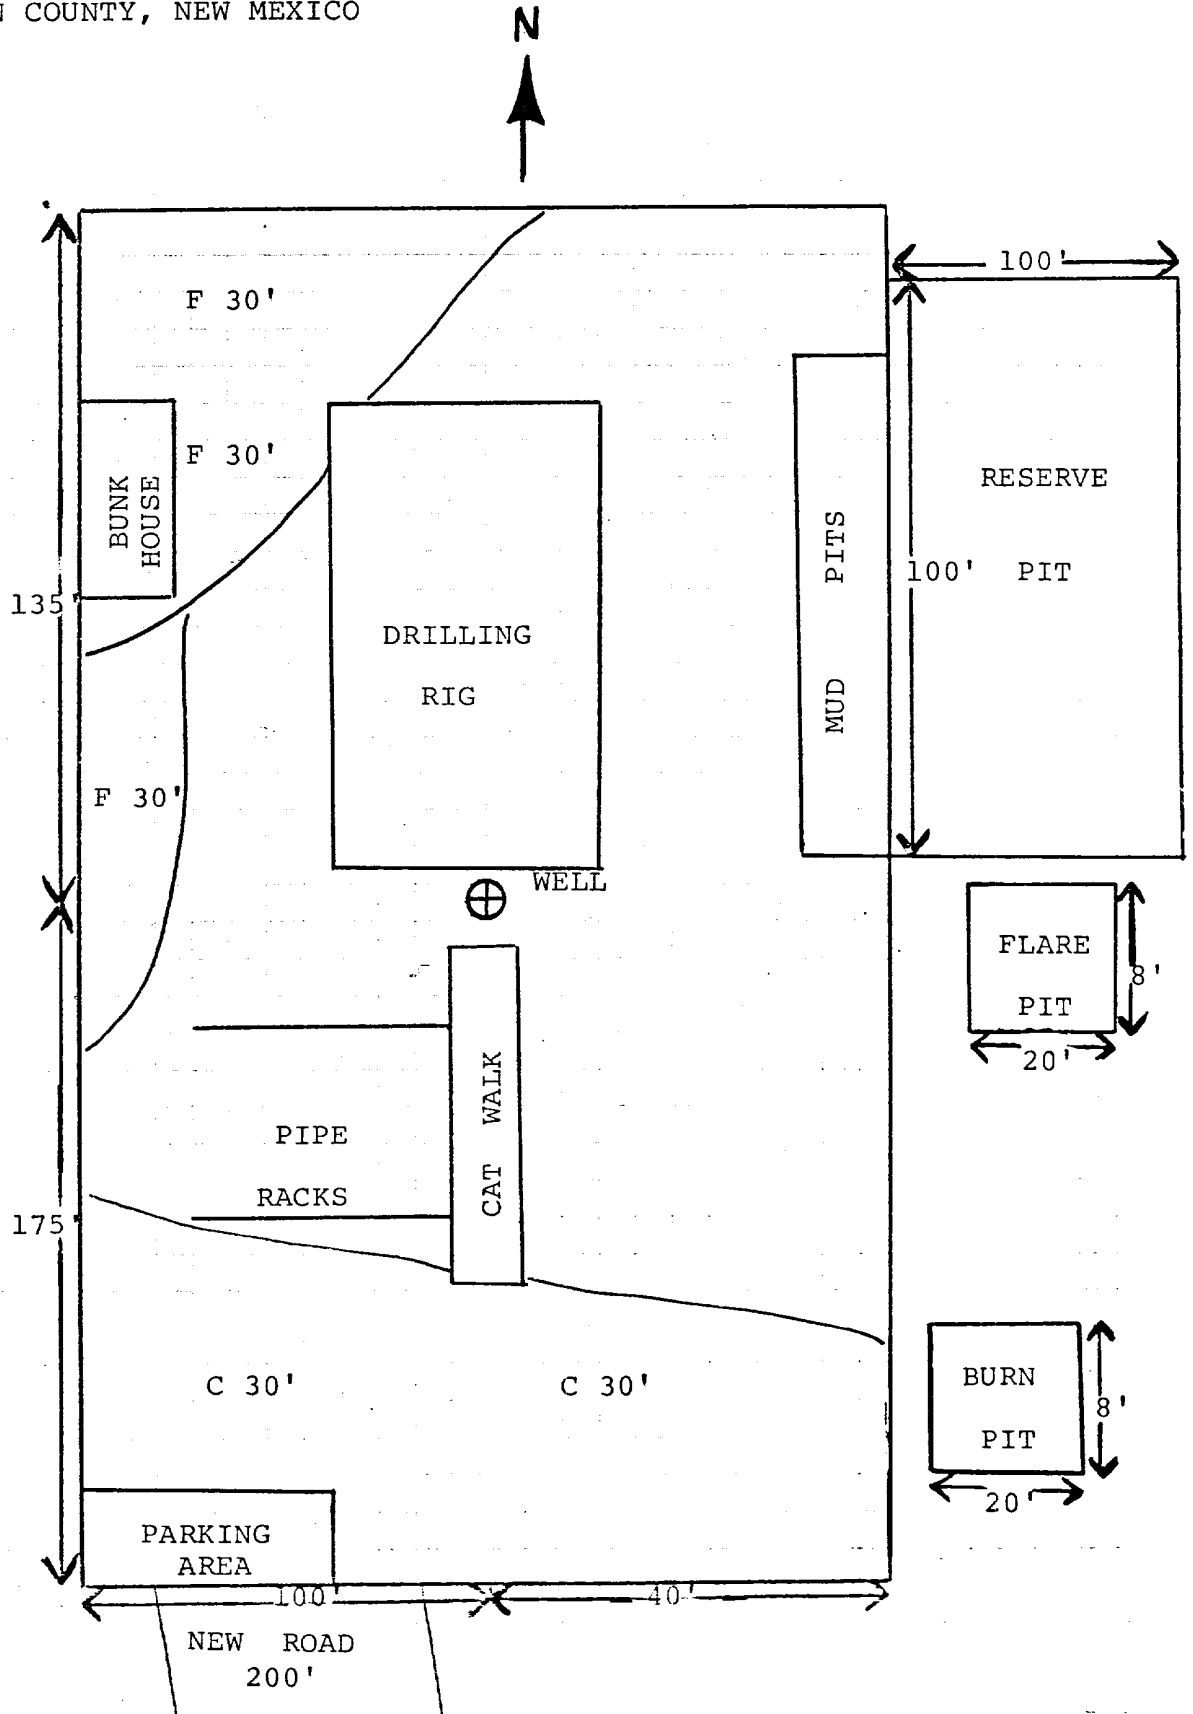 COUNTY, NEW MEXICO
N
100'
F 30'
F 30'
BUNK
HOUSE
RESERVE
PIT
100'
MUD PITS
135'
DRILLING
RIG
F 30'
WELL
FLARE
PIT
8'
20'
CAT WALK
PIPE
RACKS
175'
C 30'
C 30'
BURN
PIT
8'
20'
PARKING
AREA
100'
40'
NEW ROAD
200'